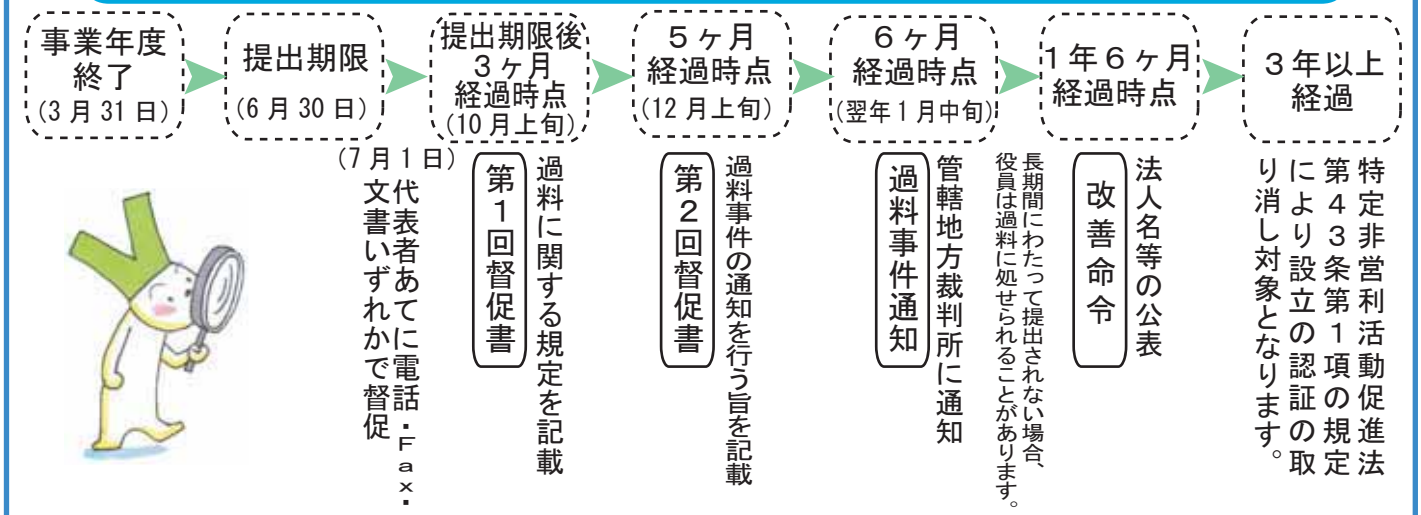 事業年度
終了
(3月31日)
提出期限
(6月30日)
提出期限後
3ヶ月
経過時点
(10月上旬)
5ヶ月
経過時点
(12月上旬)
6ヶ月
経過時点
(翌年1月中旬)
1年6ヶ月
経過時点
3年以上
経過
(7月1日)
代表者あてに電話・Fax・
文書いずれかで督促
過料に関する規定を記載
第1回督促書
過料事件の通知を行う旨を記載
第2回督促書
管轄地方裁判所に通知
過料事件通知
長期間にわたって提出されない場合、
役員は過料に処せられることがあります。
法人名等の公表
改善命令
特定非営利活動促進法
第43条第1項の規定
により設立の認証の取
り消し対象となります。